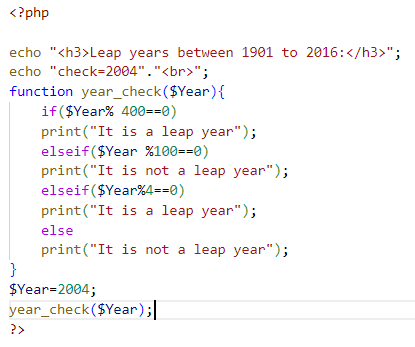 <?php
echo "<h3>Leap years between 1901 to 2016:</h3>";
echo "check=2004"."<br>";
function year_check($Year){
if($Year% 400==0)
print("It is a leap year");
elseif($Year %100==0)
print("It is not a leap year");
elseif($Year%4==0)
print("It is a leap year");
else
print("It is not a leap year");
}
$Year=2004;
year_check($Year);
?>